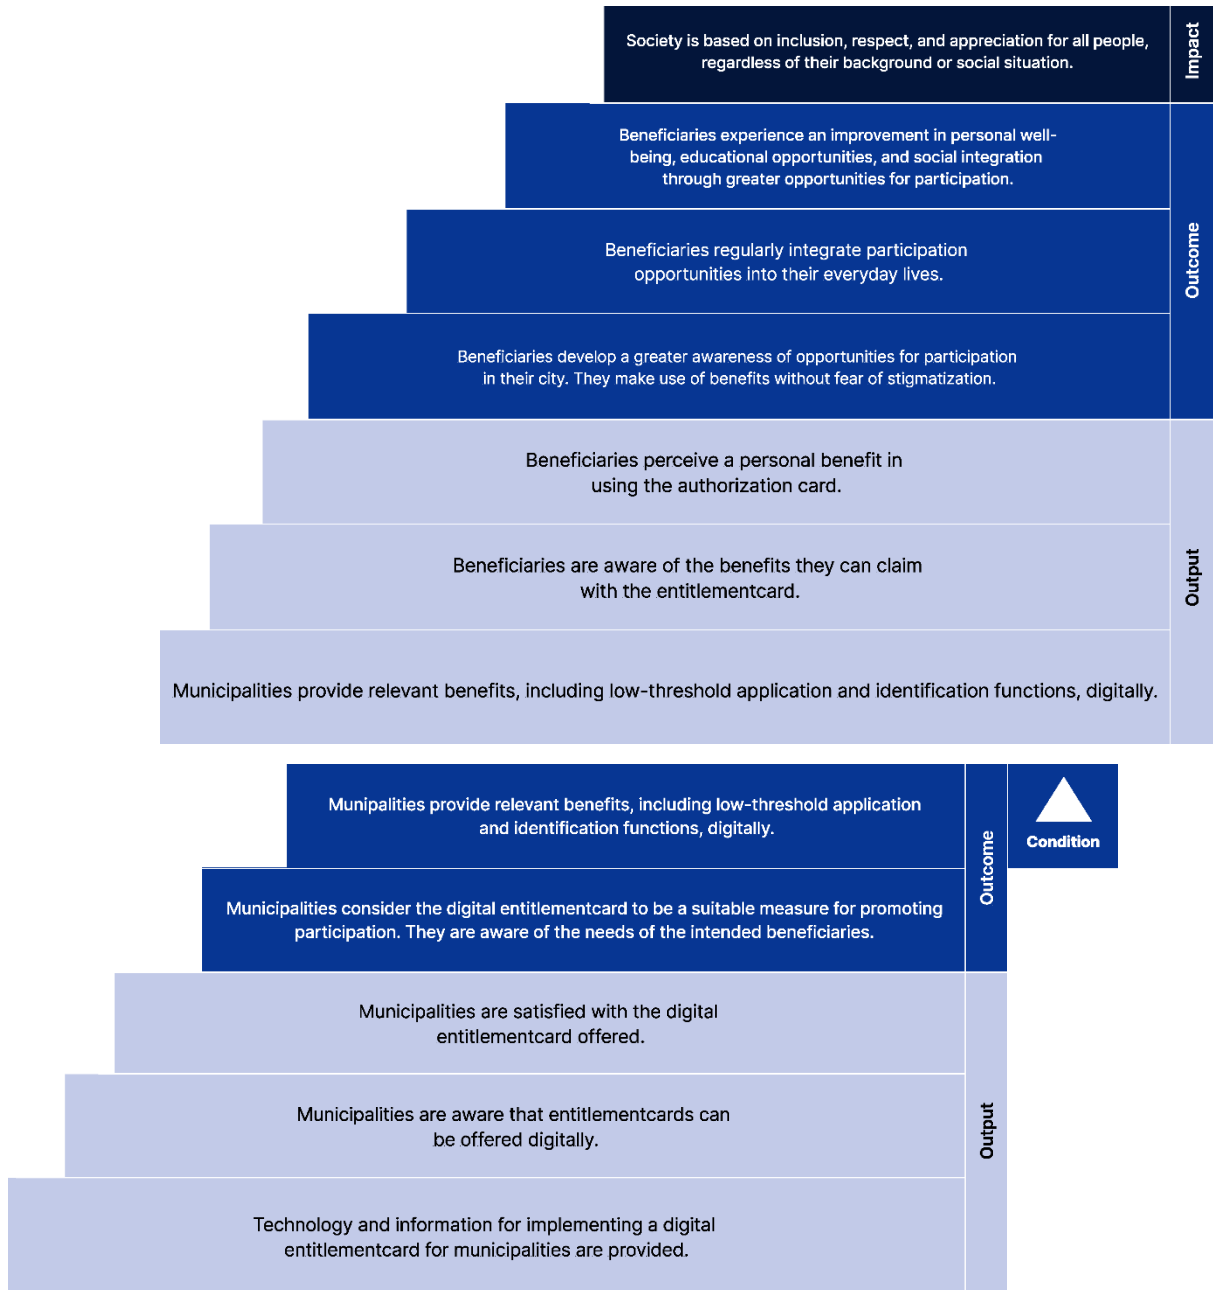 Society is based on inclusion, respect, and appreciation for all people,
regardless of their background or social situation.
Impact
Beneficiaries experience an improvement in personal well-
being, educational opportunities, and social integration
through greater opportunities for participation.
Beneficiaries regularly integrate participation
opportunities into their everyday lives.
Outcome
Beneficiaries develop a greater awareness of opportunities for participation
in their city. They make use of benefits without fear of stigmatization.
Beneficiaries perceive a personal benefit in
using the authorization card.
Beneficiaries are aware of the benefits they can claim
with the entitlementcard.
Output
Municipalities provide relevant benefits, including low-threshold application and identification functions, digitally.
Munipalities provide relevant benefits, including low-threshold application
and identification functions, digitally.
Condition
Outcome
Municipalities consider the digital entitlementcard to be a suitable measure for promoting
participation. They are aware of the needs of the intended beneficiaries.
Municipalities are satisfied with the digital
entitlementcard offered.
Municipalities are aware that entitlementcards can
be offered digitally.
Output
Technology and information for implementing a digital
entitlementcard for municipalities are provided.